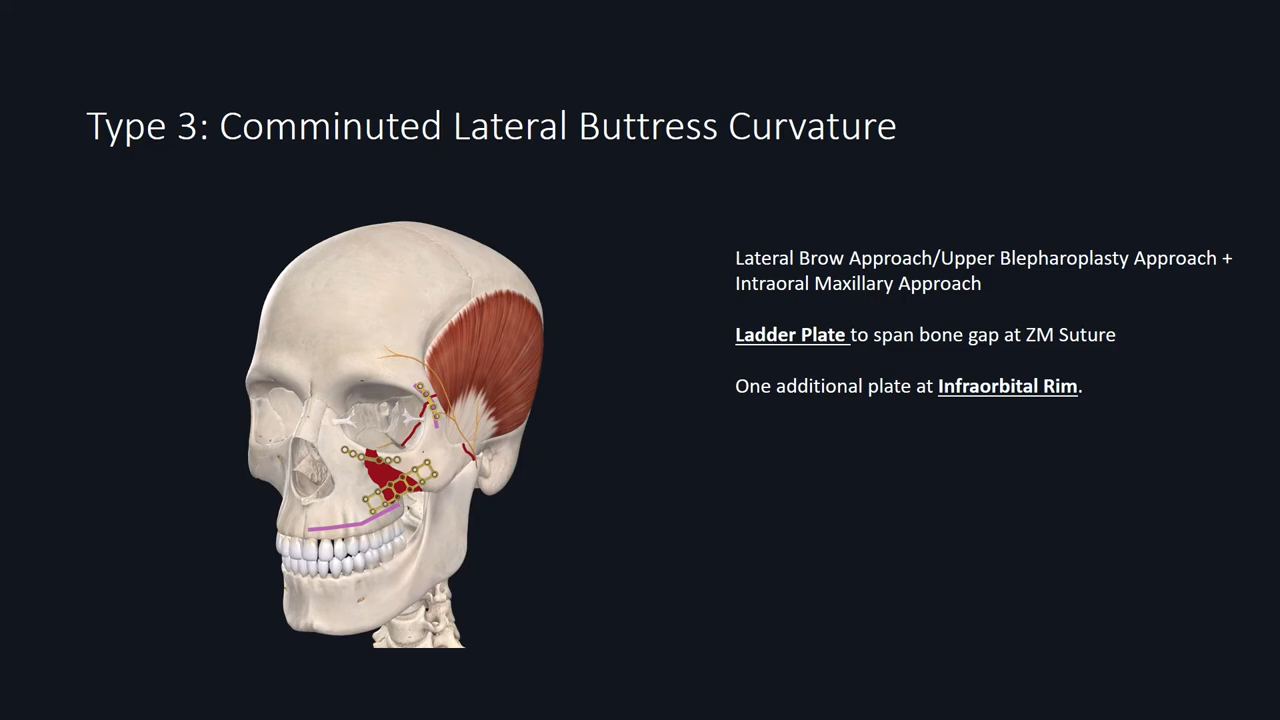 Type 3: Comminuted Lateral Buttress Curvature
Lateral Brow Approach/Upper Blepharoplasty Approach +
Intraoral Maxillary Approach
Ladder Plate to span bone gap at ZM Suture
One additional plate at Infraorbital Rim.